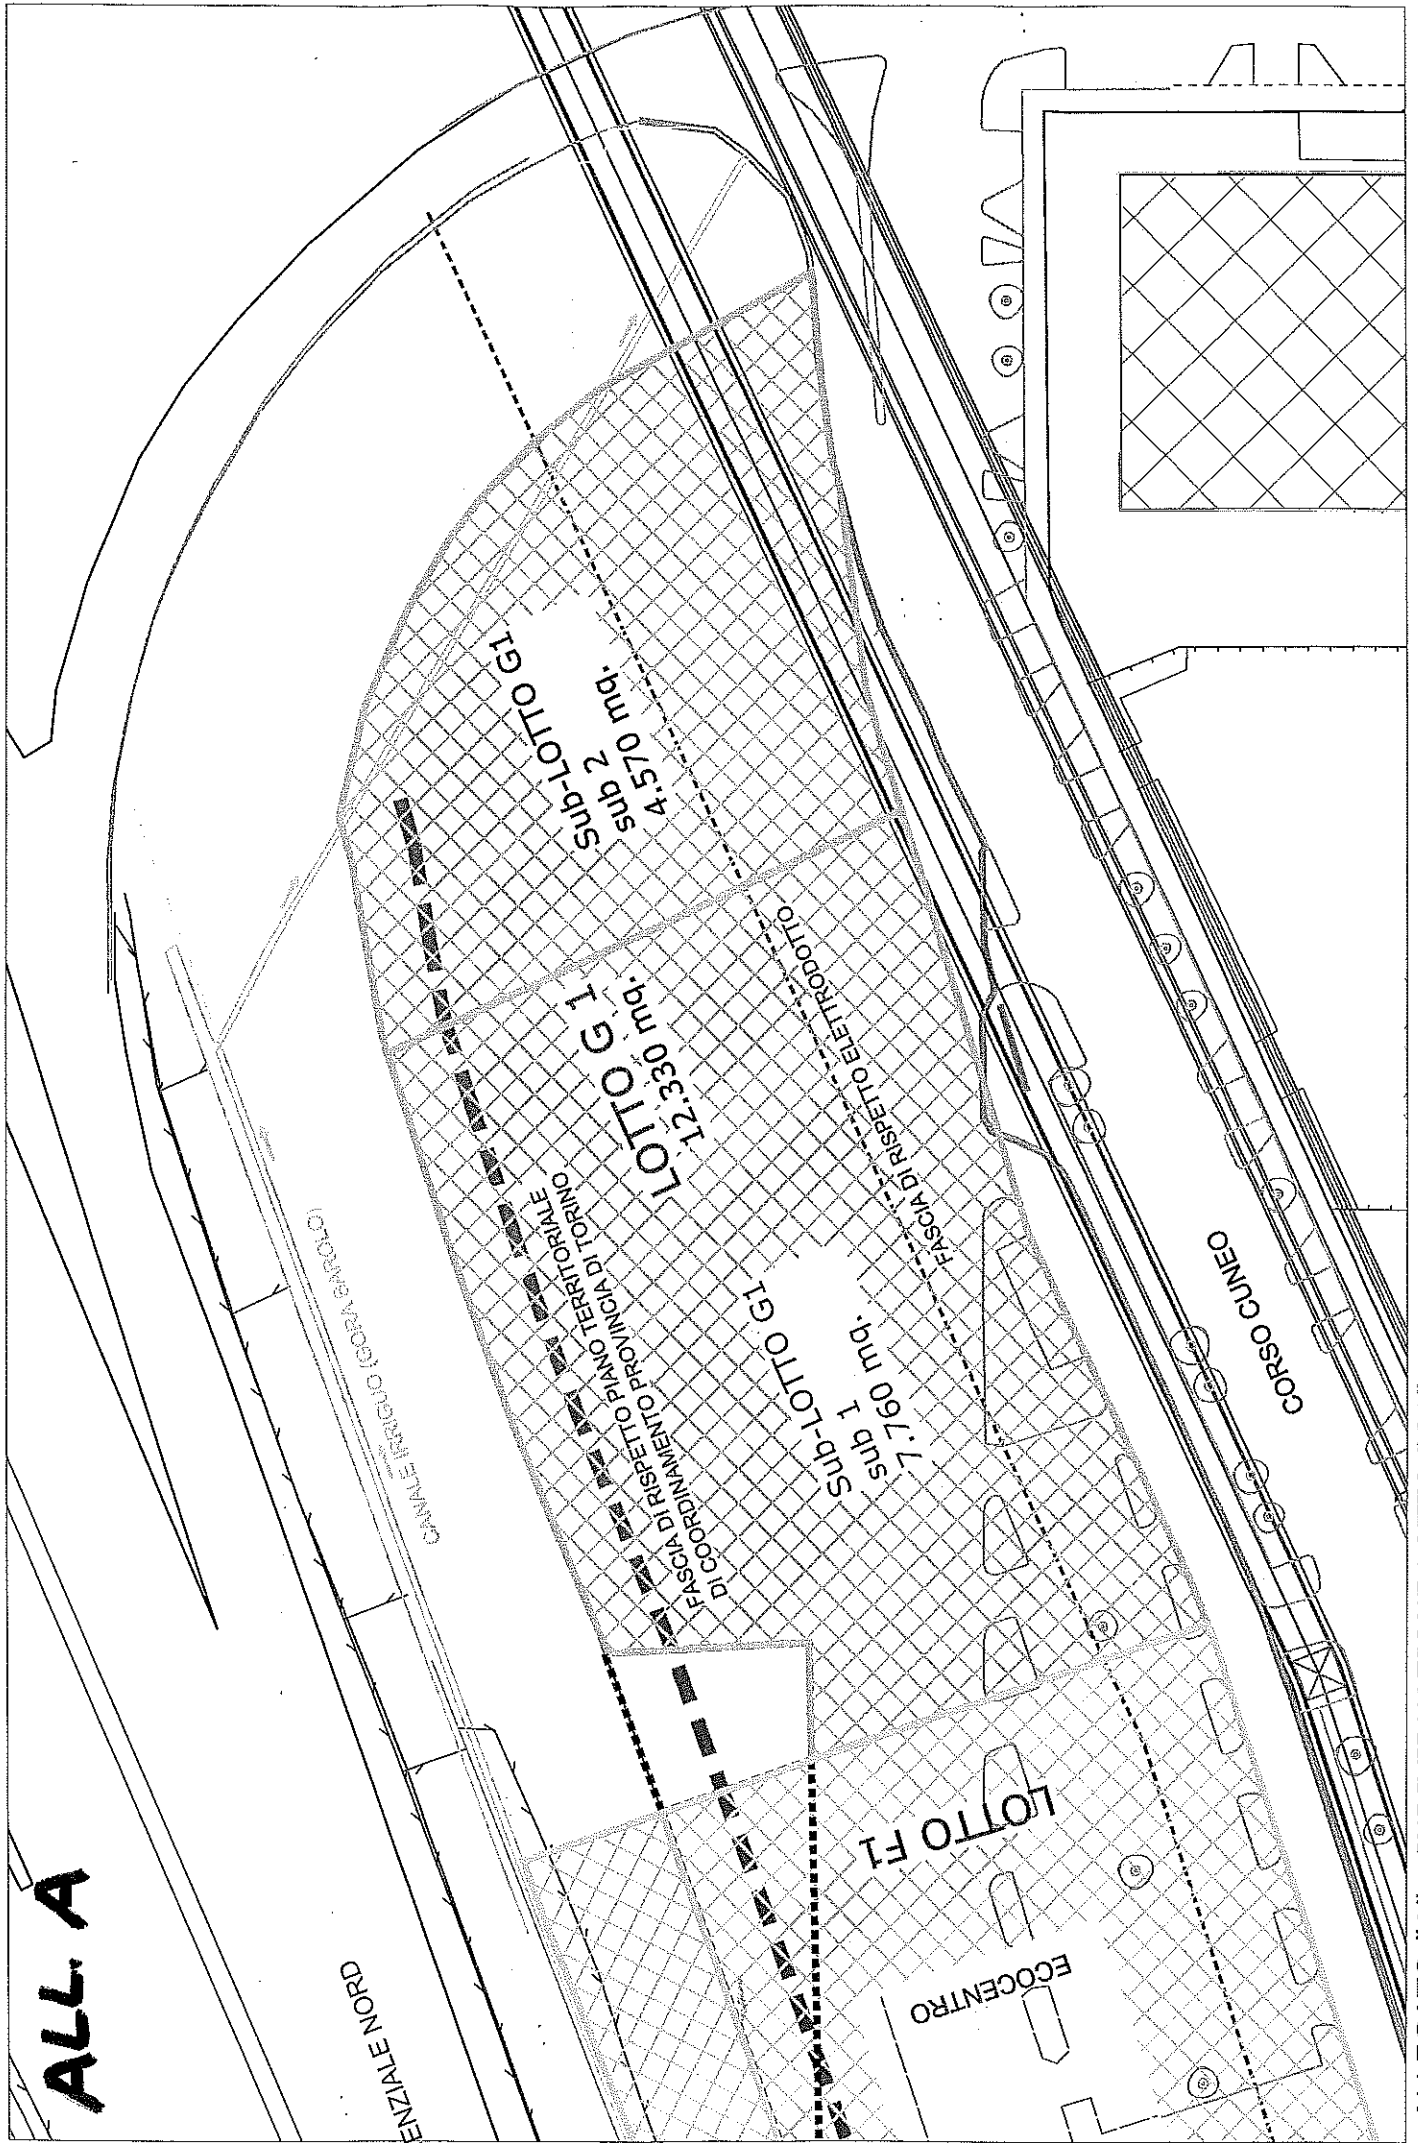 ALL. A
ENZIALE NORD
CANALE IRRIGUO (GORA BAROLO)
FASCIA DI RISPETTO PIANO TERRITORIALE
DI COORDINAMENTO PROVINCIA DI TORINO
Sub-LOTTO G1
sub 2
4.570 mq.
LOTTO G 1
12.330 mq.
FASCIA DI RISPETTO ELETTRODOTTO
Sub-LOTTO G1
sub 1
7.760 mq.
LOTTO F1
ECOCENTRO
CORSO CUNEO